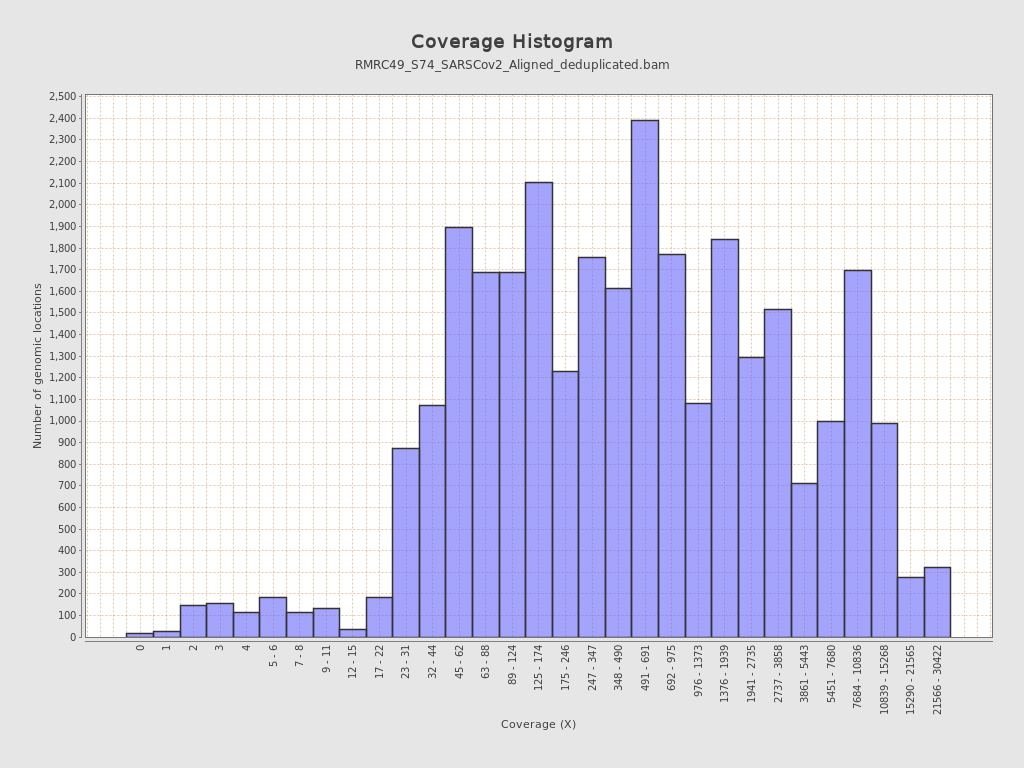 Coverage Histogram
RMRC49_S74_SARSCov2_Aligned_deduplicated.bam
Number of genomic locations
2,500
2,400
2,300
2,200
2,100
2,000
1,900
1,800
1,700
1,600
1,500
1,400
1,300
1,200
1,100
1,000
900
800
700
600
500
400
300
200
100
0
0
1
2
3
4
5 - 6
7 - 8
9 - 11
12 - 15
17 - 22
23 - 31
32 - 44
45 - 62
63 - 88
89 - 124
125 - 174
175 - 246
247 - 347
348 - 490
491 - 691
692 - 975
976 - 1373
1376 - 1939
1941 - 2735
2737 - 3858
3861 - 5443
5451 - 7680
7684 - 10836
10839 - 15268
15290 - 21565
21566 - 30422
Coverage (X)